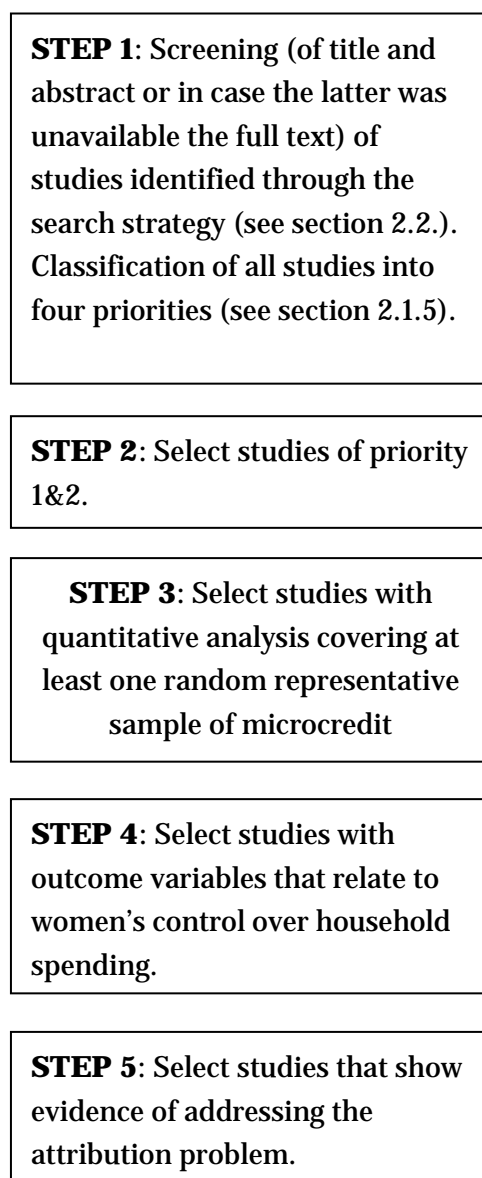 STEP 1: Screening (of title and
abstract or in case the latter was
unavailable the full text) of
studies identified through the
search strategy (see section 2.2.).
Classification of all studies into
four priorities (see section 2.1.5).
STEP 2: Select studies of priority
1&2.
STEP 3: Select studies with
quantitative analysis covering at
least one random representative
sample of microcredit
STEP 4: Select studies with
outcome variables that relate to
women's control over household
spending.
STEP 5: Select studies that show
evidence of addressing the
attribution problem.